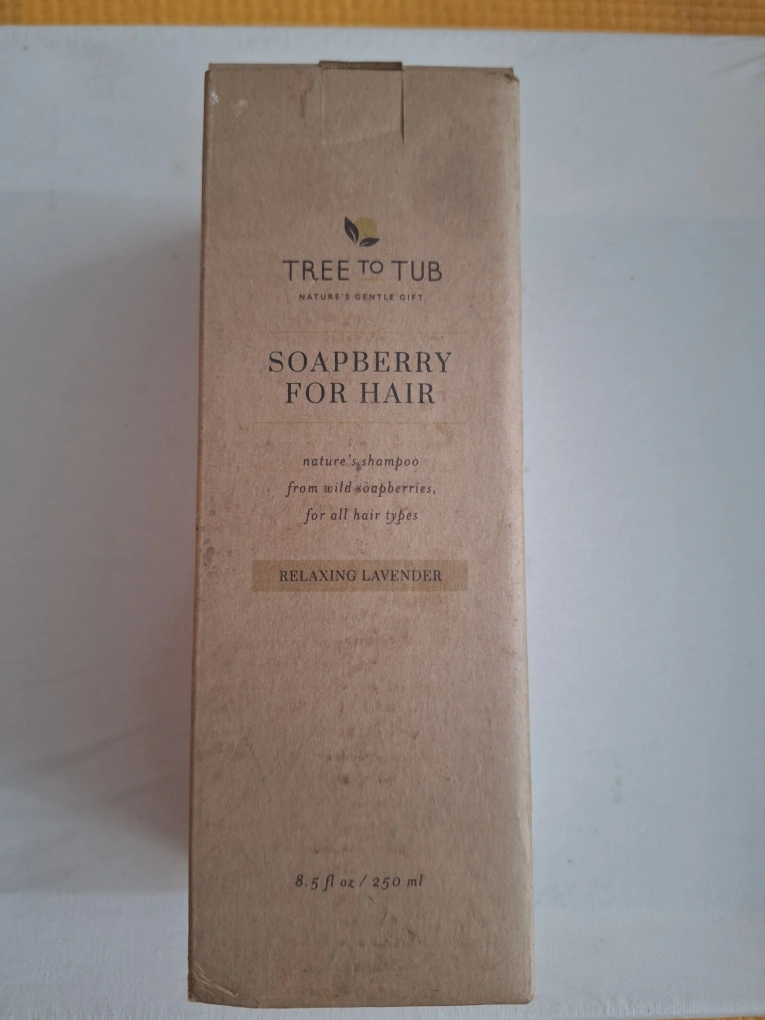 TREE TO TUB
NATURE'S GENTLE GIFT
SOAPBERRY
FOR HAIR
nature's shampoo
from wild soapberries,
for all hair types
RELAXING LAVENDER
8.5 fl oz / 250 ml